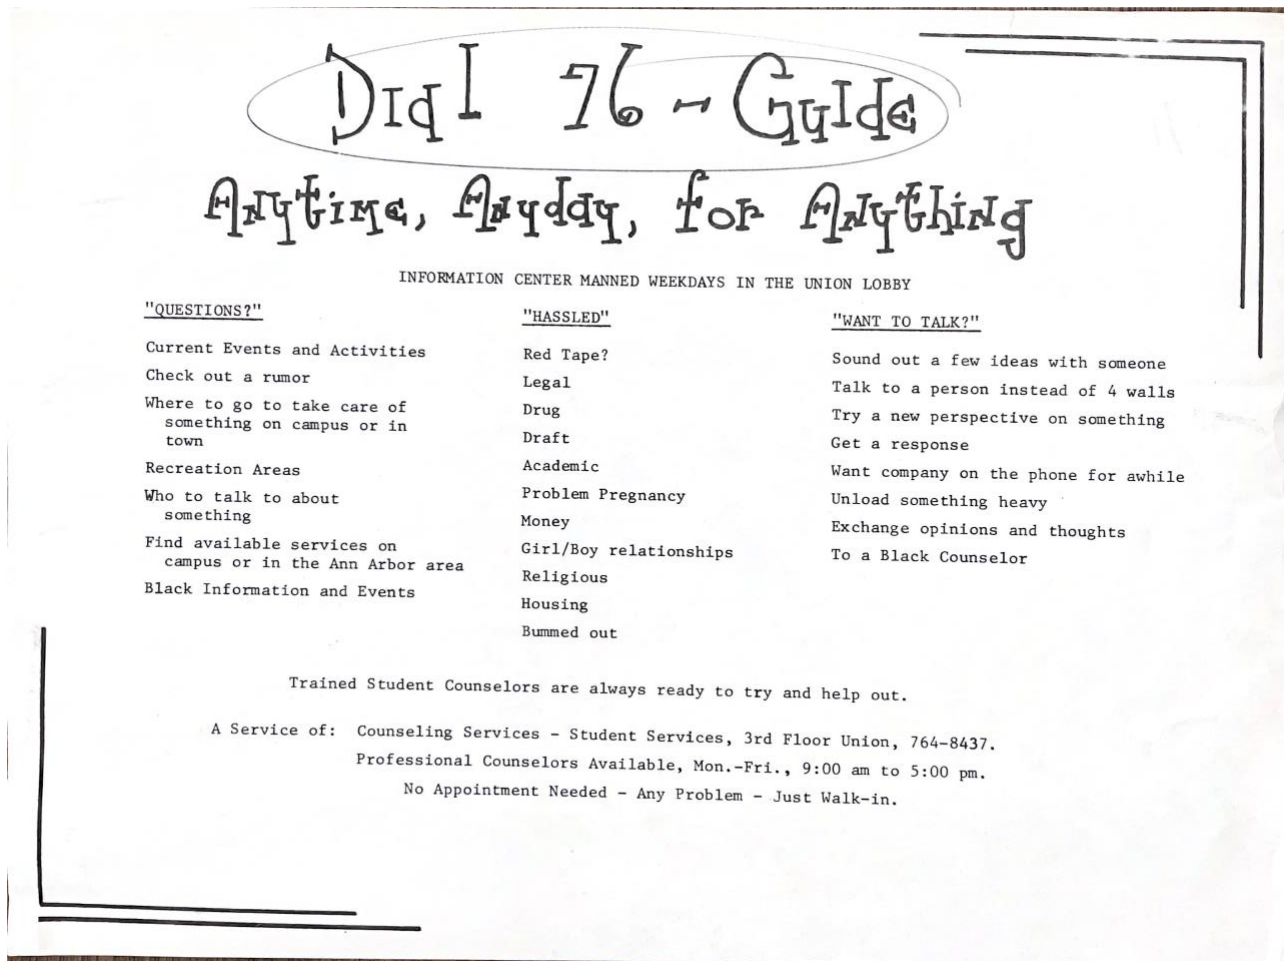 Dial 76-Guide
Anytime, Anyday, for Anything
INFORMATION CENTER MANNED WEEKDAYS IN THE UNION LOBBY
"QUESTIONS?"
Current Events and Activities
Check out a rumor
Where to go to take care of
something on campus or in
town
Recreation Areas
Who to talk to about
something
Find available services on
campus or in the Ann Arbor area
Black Information and Events
"HASSLED"
Red Tape?
Legal
Drug
Draft
Academic
Problem Pregnancy
Money
Girl/Boy relationships
Religious
Housing
Bummed out
"WANT TO TALK?"
Sound out a few ideas with someone
Talk to a person instead of 4 walls
Try a new perspective on something
Get a response
Want company on the phone for awhile
Unload something heavy
Exchange opinions and thoughts
To a Black Counselor
Trained Student Counselors are always ready to try and help out.
A Service of: Counseling Services - Student Services, 3rd Floor Union, 764-8437.
Professional Counselors Available, Mon.-Fri., 9:00 am to 5:00 pm.
No Appointment Needed - Any Problem - Just Walk-in.